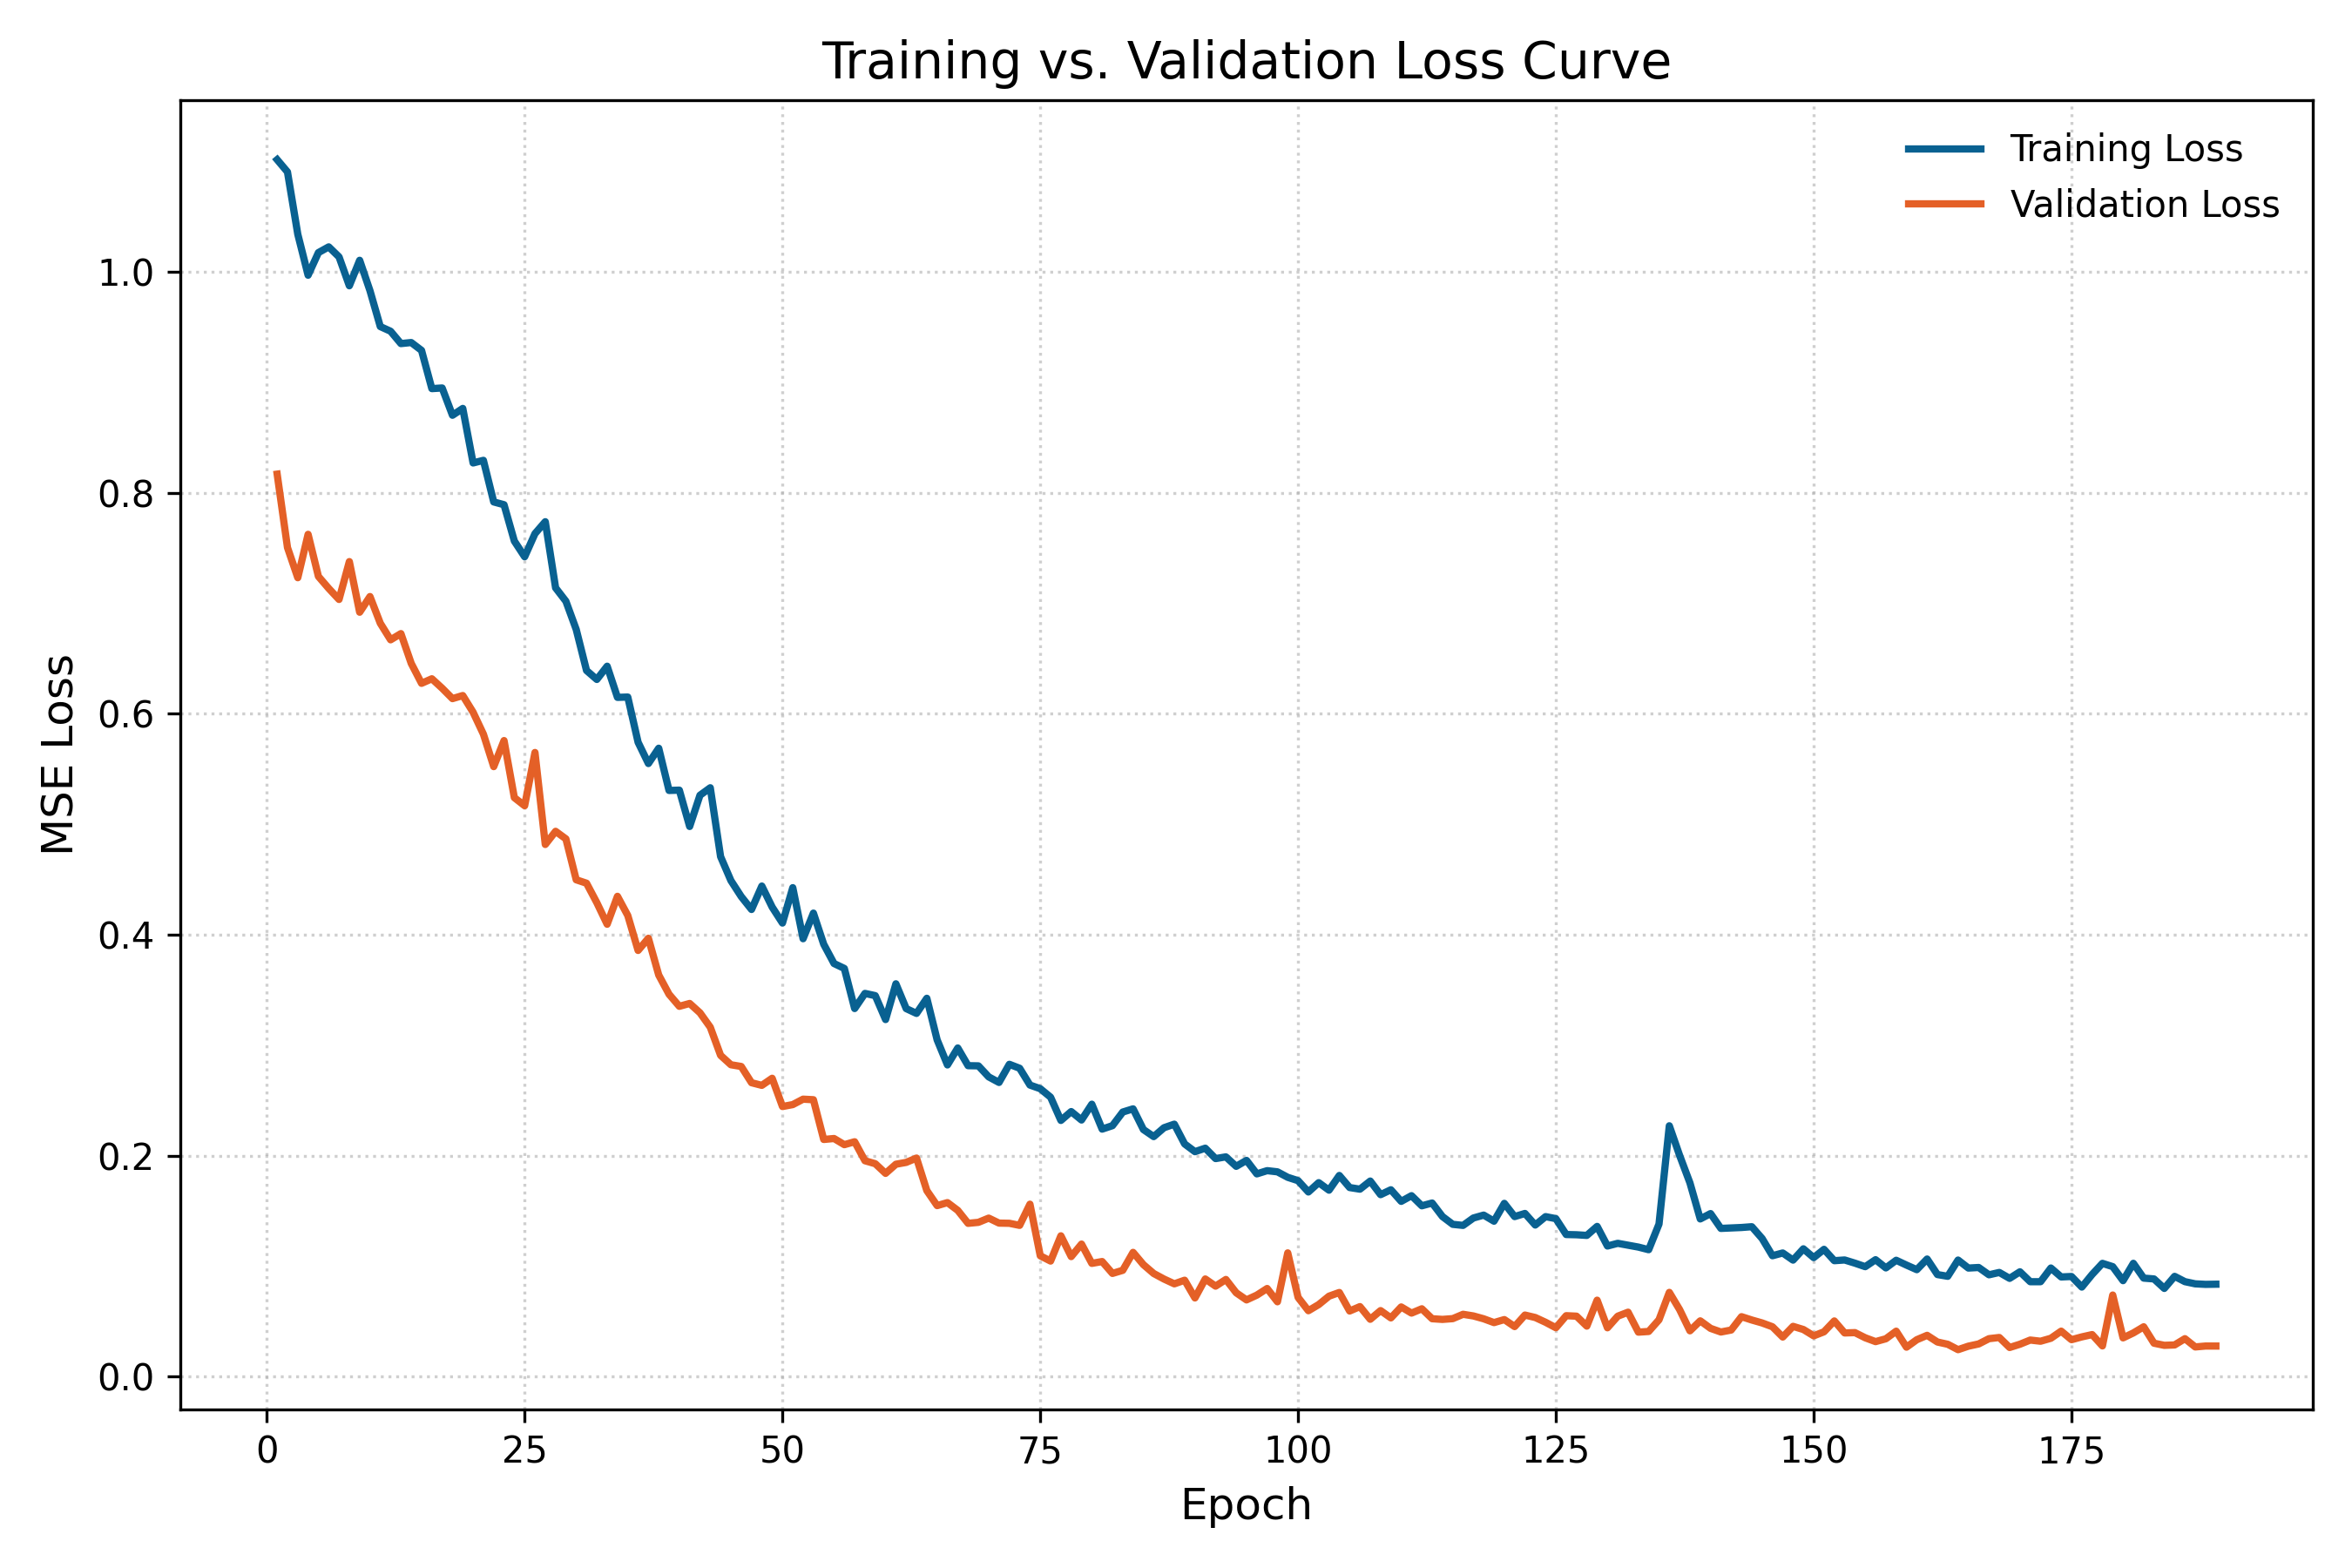 Training vs. Validation Loss Curve
Training Loss
Validation Loss
MSE Loss
1.0
0.8
0.6
0.4
0.2
0.0
0 25 50 75 100 125 150 175
Epoch